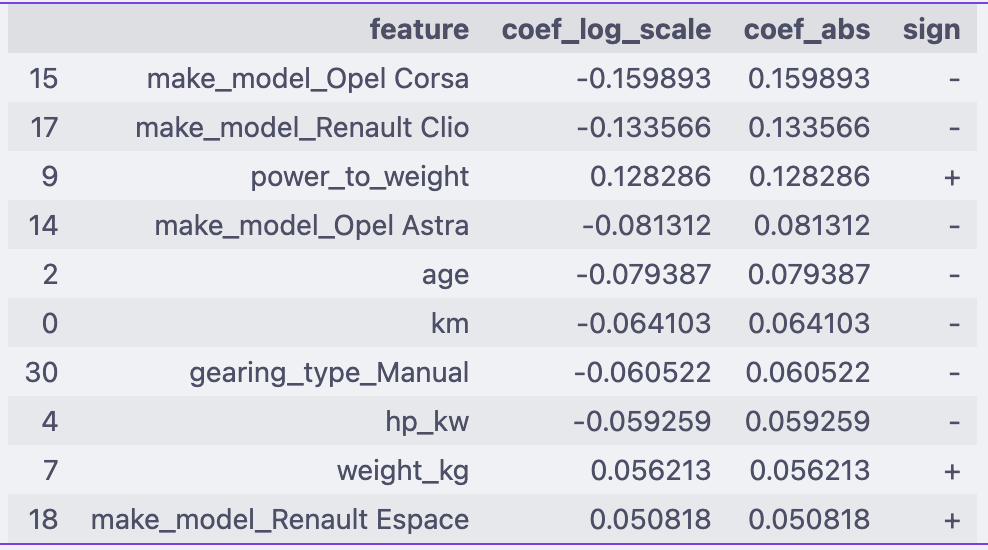 feature coef_log_scale coef_abs sign
15 make_model_Opel Corsa -0.159893 0.159893 -
17 make_model_Renault Clio -0.133566 0.133566 -
9 power_to_weight 0.128286 0.128286 +
14 make_model_Opel Astra -0.081312 0.081312 -
2 age -0.079387 0.079387 -
0 km -0.064103 0.064103 -
30 gearing_type_Manual -0.060522 0.060522 -
4 hp_kw -0.059259 0.059259 -
7 weight_kg 0.056213 0.056213 +
18 make_model_Renault Espace 0.050818 0.050818 +